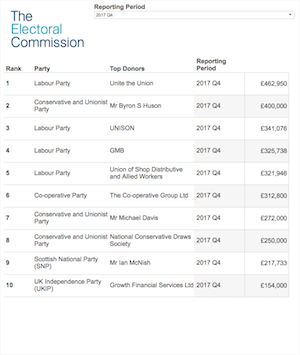 The
Electoral
Commission
Reporting Period
2017 Q4
Rank Party Top Donors Reporting Period
1 Labour Party Unite the Union 2017 Q4 £462,950
2 Conservative and Unionist Party Mr Byron S Huson 2017 Q4 £400,000
3 Labour Party UNISON 2017 Q4 £341,076
4 Labour Party GMB 2017 Q4 £325,738
5 Labour Party Union of Shop Distributive and Allied Workers 2017 Q4 £321,946
6 Co-operative Party The Co-operative Group Ltd 2017 Q4 £312,800
7 Conservative and Unionist Party Mr Michael Davis 2017 Q4 £272,000
8 Conservative and Unionist Party National Conservative Draws Society 2017 Q4 £250,000
9 Scottish National Party (SNP) Mr Ian McNish 2017 Q4 £217,733
10 UK Independence Party (UKIP) Growth Financial Services Ltd 2017 Q4 £154,000